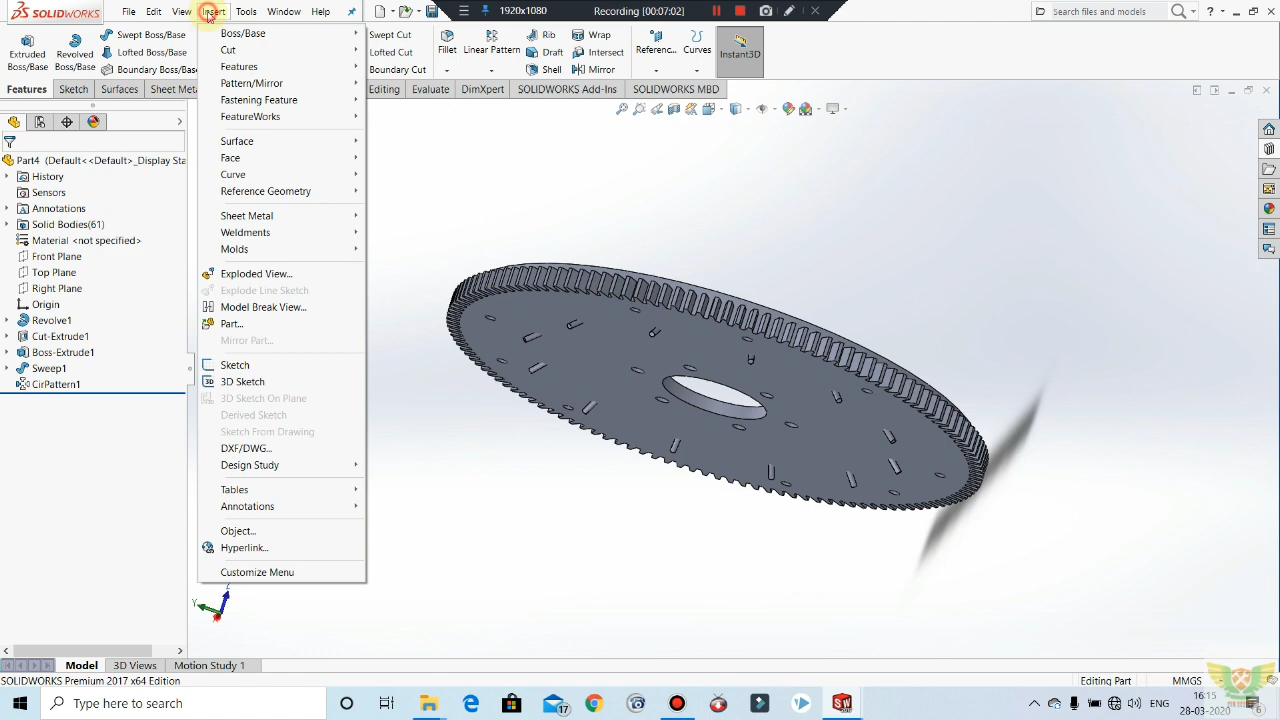 SOLIDWORKS File Edit View Insert Tools Window Help 1920x1080 Recording [00:07:02] Search files and models
Extruded Boss/Base Revolved Boss/Base Swept Boss/Base Lofted Boss/Base Boundary Boss/Base
Swept Cut Lofted Cut Boundary Cut
Fillet Linear Pattern Rib Draft Shell Wrap Intersect Mirror Referenc... Curves Instant3D
Features Sketch Surfaces Sheet Met Editing Evaluate DimXpert SOLIDWORKS Add-Ins SOLIDWORKS MBD
Part4 (Default<<Default>_Display Sta
History
Sensors
Annotations
Solid Bodies(61)
Material <not specified>
Front Plane
Top Plane
Right Plane
Origin
Revolve1
Cut-Extrude1
Boss-Extrude1
Sweep1
CirPattern1
Boss/Base
Cut
Features
Pattern/Mirror
Fastening Feature
FeatureWorks
Surface
Face
Curve
Reference Geometry
Sheet Metal
Weldments
Molds
Exploded View...
Explode Line Sketch
Model Break View...
Part...
Mirror Part...
Sketch
3D Sketch
3D Sketch On Plane
Derived Sketch
Sketch From Drawing
DXF/DWG...
Design Study
Tables
Annotations
Object...
Hyperlink...
Customize Menu
Y
Model 3D Views Motion Study 1
SOLIDWORKS Premium 2017 x64 Edition Editing Part MMGS
Type here to search 17 ENG 18:15 28-03-2020 6